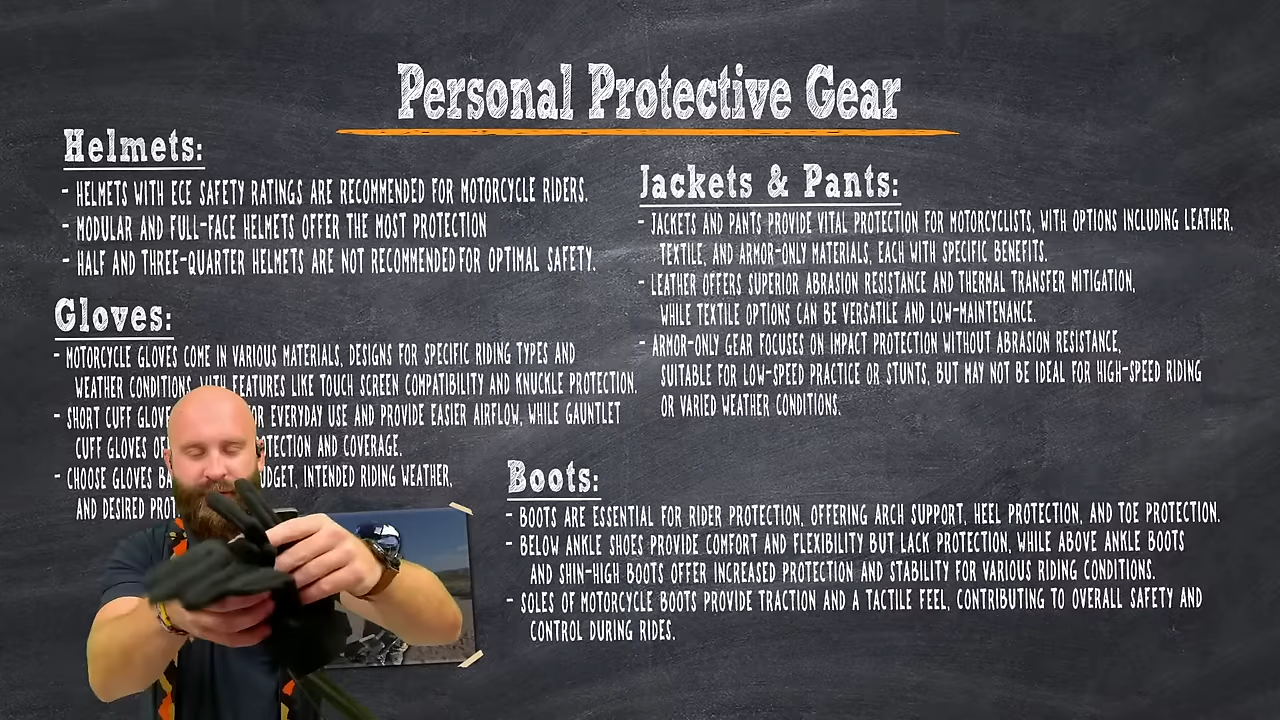 Personal Protective Gear
Helmets:
- HELMETS WITH ECE SAFETY RATINGS ARE RECOMMENDED FOR MOTORCYCLE RIDERS.
- MODULAR AND FULL-FACE HELMETS OFFER THE MOST PROTECTION
- HALF AND THREE-QUARTER HELMETS ARE NOT RECOMMENDED FOR OPTIMAL SAFETY.
Gloves:
- MOTORCYCLE GLOVES COME IN VARIOUS MATERIALS, DESIGNS FOR SPECIFIC RIDING TYPES AND
WEATHER CONDITIONS, WITH FEATURES LIKE TOUCH SCREEN COMPATIBILITY AND KNUCKLE PROTECTION.
- SHORT CUFF FOR EVERYDAY USE AND PROVIDE EASIER AIRFLOW, WHILE GAUNTLET
CUFF GLOVES AND COVERAGE.
- CHOOSE GLOVES INTENDED RIDING WEATHER,
AND DESIRED
Jackets & Pants:
- JACKETS AND PANTS PROVIDE VITAL PROTECTION FOR MOTORCYCLISTS, WITH OPTIONS INCLUDING LEATHER,
TEXTILE, AND ARMOR-ONLY MATERIALS, EACH WITH SPECIFIC BENEFITS.
- LEATHER OFFERS SUPERIOR ABRASION RESISTANCE AND THERMAL TRANSFER MITIGATION,
WHILE TEXTILE OPTIONS CAN BE VERSATILE AND LOW-MAINTENANCE.
- ARMOR-ONLY GEAR FOCUSES ON IMPACT PROTECTION WITHOUT ABRASION RESISTANCE,
SUITABLE FOR LOW-SPEED PRACTICE OR STUNTS, BUT MAY NOT BE IDEAL FOR HIGH-SPEED RIDING
OR VARIED WEATHER CONDITIONS.
Boots:
- BOOTS ARE ESSENTIAL FOR RIDER PROTECTION, OFFERING ARCH SUPPORT, HEEL PROTECTION, AND TOE PROTECTION.
- BELOW ANKLE SHOES PROVIDE COMFORT AND FLEXIBILITY BUT LACK PROTECTION, WHILE ABOVE ANKLE BOOTS
AND SHIN-HIGH BOOTS OFFER INCREASED PROTECTION AND STABILITY FOR VARIOUS RIDING CONDITIONS.
- SOLES OF MOTORCYCLE BOOTS PROVIDE TRACTION AND A TACTILE FEEL, CONTRIBUTING TO OVERALL SAFETY AND
CONTROL DURING RIDES.